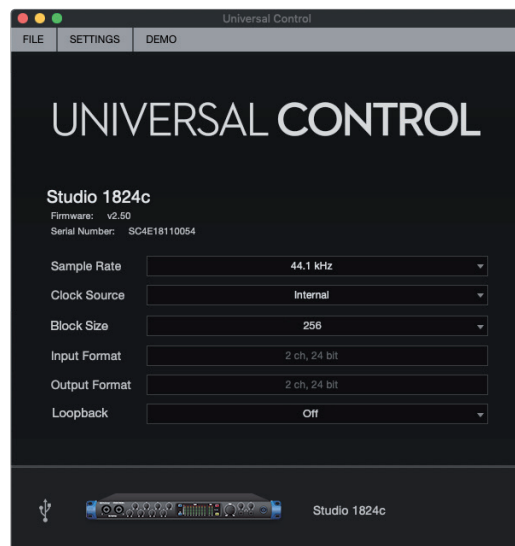 Universal Control
FILE SETTINGS DEMO
UNIVERSAL CONTROL
Studio 1824c
Firmware: v2.50
Serial Number: SC4E18110054
Sample Rate 44.1 kHz
Clock Source Internal
Block Size 256
Input Format 2 ch, 24 bit
Output Format 2 ch, 24 bit
Loopback Off
Studio 1824c